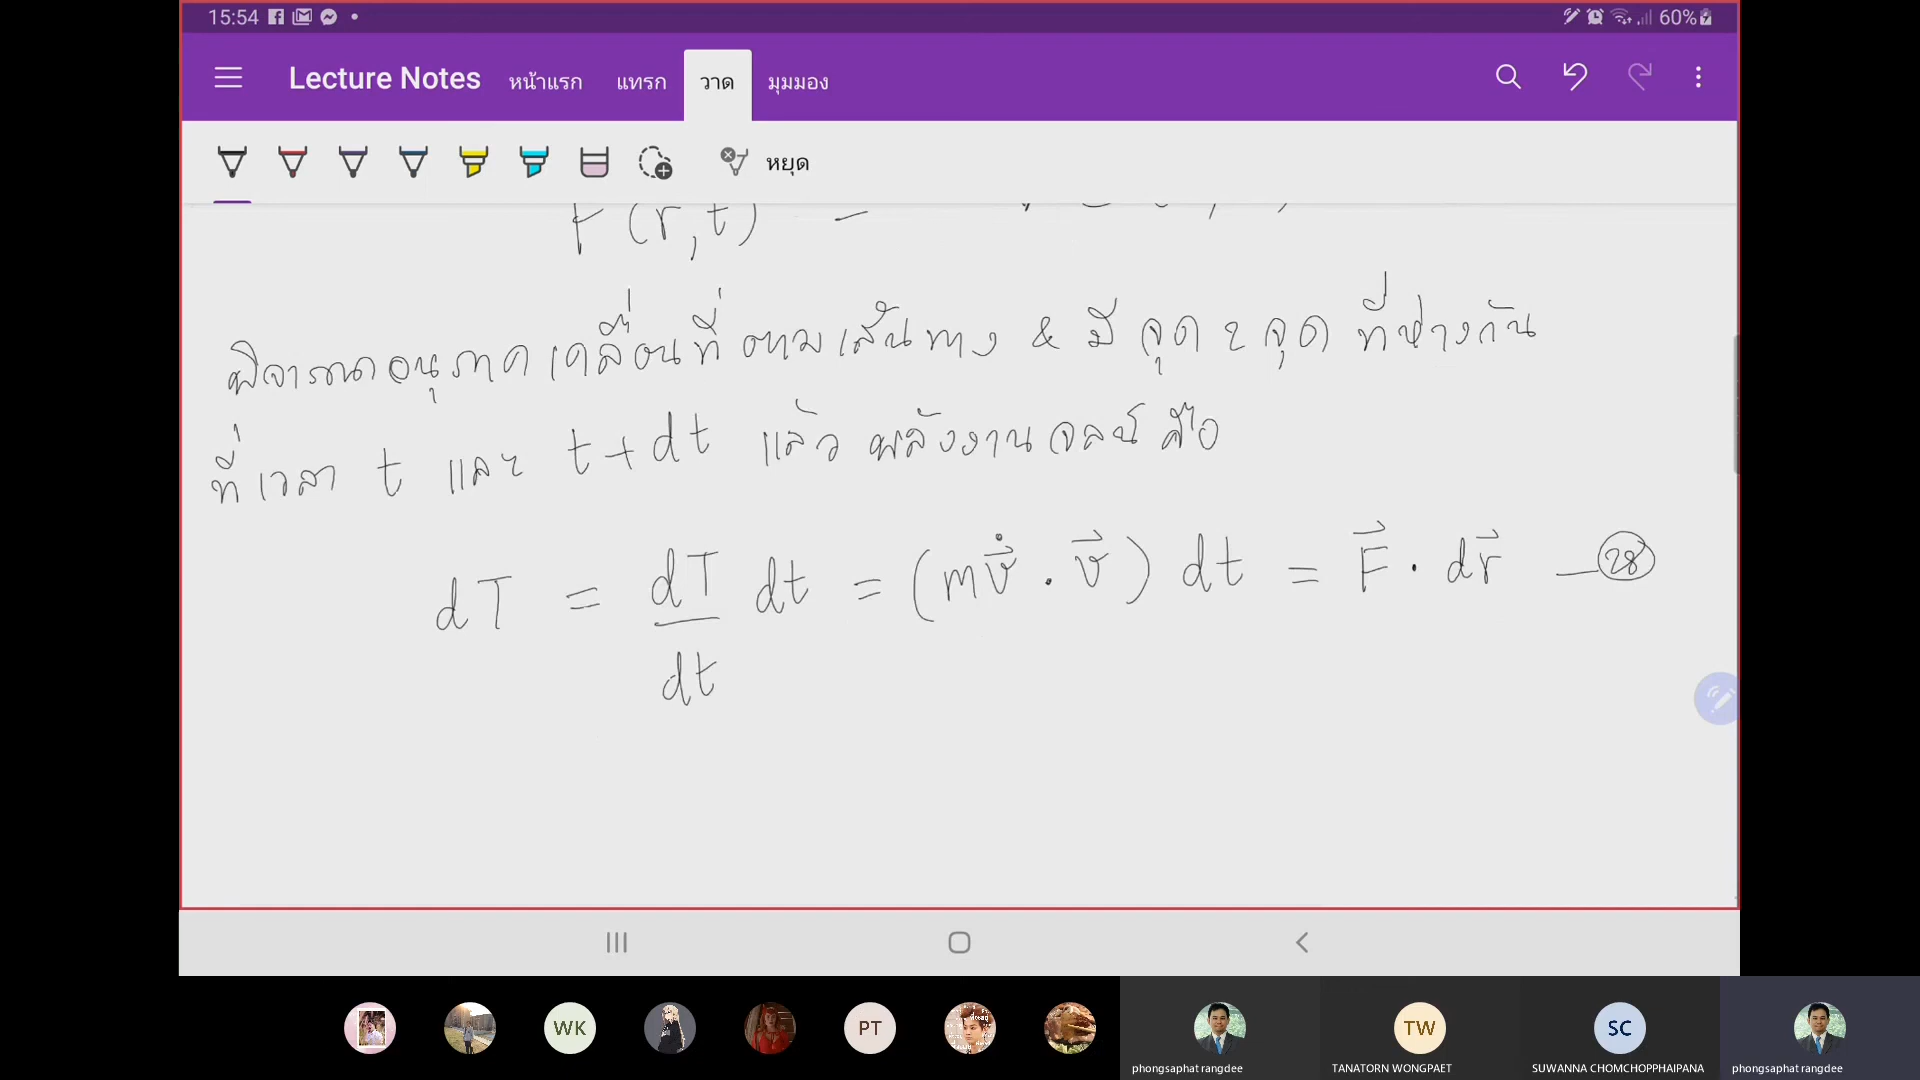 15:54 60%
Lecture Notes หน้าแรก แทรก วาด มุมมอง
หยุด
F (r,t) =
พิจารณาอนุภาคเคลื่อนที่ตามเส้นทาง & มี จุด 2 จุด ที่ห่างกัน
ที่เวลา t และ t+dt แล้ว พลังงานจลน์ คือ
dT = dT/dt dt = (m\dot{\vec{v}} · \vec{v}) dt = \vec{F} · d\vec{r} — 28
WK PT TW SC
phongsaphat rangdee TANATORN WONGPAET SUWANNA CHOMCHOPPHAIPANA phongsaphat rangdee